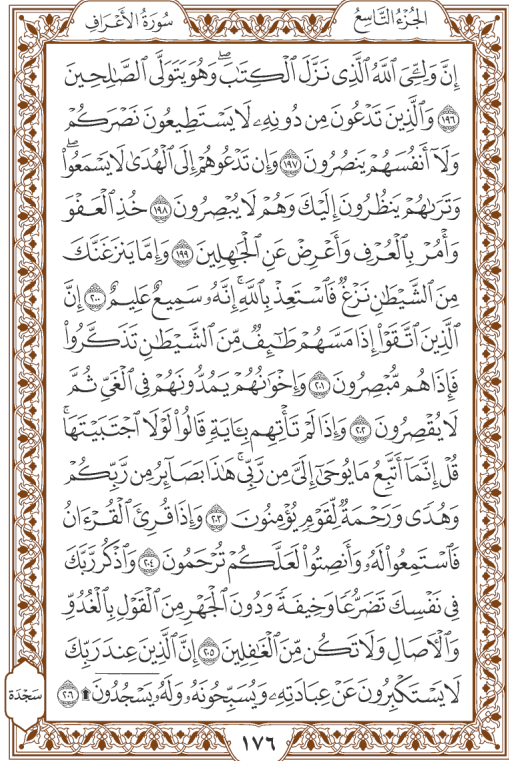 الجُزْءُ التَّاسِعُ
سُورَةُ الأَعْرَافِ
إِنَّ وَلِـِّۧيَ ٱللَّهُ ٱلَّذِي نَزَّلَ ٱلْكِتَٰبَۖ وَهُوَ يَتَوَلَّى ٱلصَّٰلِحِينَ
١٩٦ وَٱلَّذِينَ تَدْعُونَ مِن دُونِهِۦ لَا يَسْتَطِيعُونَ نَصْرَكُمْ
وَلَآ أَنفُسَهُمْ يَنصُرُونَ ١٩٧ وَإِن تَدْعُوهُمْ إِلَى ٱلْهُدَىٰ لَا يَسْمَعُوا۟ۖ
وَتَرَىٰهُمْ يَنظُرُونَ إِلَيْكَ وَهُمْ لَا يُبْصِرُونَ ١٩٨ خُذِ ٱلْعَفْوَ
وَأْمُرْ بِٱلْعُرْفِ وَأَعْرِضْ عَنِ ٱلْجَٰهِلِينَ ١٩٩ وَإِمَّا يَنزَغَنَّكَ
مِنَ ٱلشَّيْطَٰنِ نَزْغٌ فَٱسْتَعِذْ بِٱللَّهِۚ إِنَّهُۥ سَمِيعٌ عَلِيمٌ ٢٠٠ إِنَّ
ٱلَّذِينَ ٱتَّقَوْا۟ إِذَا مَسَّهُمْ طَٰٓئِفٌ مِّنَ ٱلشَّيْطَٰنِ تَذَكَّرُوا۟
فَإِذَا هُم مُّبْصِرُونَ ٢٠١ وَإِخْوَٰنُهُمْ يَمُدُّونَهُمْ فِي ٱلْغَيِّ ثُمَّ
لَا يُقْصِرُونَ ٢٠٢ وَإِذَا لَمْ تَأْتِهِم بِـَٔايَةٍ قَالُوا۟ لَوْلَا ٱجْتَبَيْتَهَاۚ
قُلْ إِنَّمَآ أَتَّبِعُ مَا يُوحَىٰٓ إِلَيَّ مِن رَّبِّيۚ هَٰذَا بَصَآئِرُ مِن رَّبِّكُمْ
وَهُدًى وَرَحْمَةٌ لِّقَوْمٍ يُؤْمِنُونَ ٢٠٣ وَإِذَا قُرِئَ ٱلْقُرْءَانُ
فَٱسْتَمِعُوا۟ لَهُۥ وَأَنصِتُوا۟ لَعَلَّكُمْ تُرْحَمُونَ ٢٠٤ وَٱذْكُر رَّبَّكَ
فِي نَفْسِكَ تَضَرُّعًا وَخِيفَةً وَدُونَ ٱلْجَهْرِ مِنَ ٱلْقَوْلِ بِٱلْغُدُوِّ
وَٱلْءَاصَالِ وَلَا تَكُن مِّنَ ٱلْغَٰفِلِينَ ٢٠٥ إِنَّ ٱلَّذِينَ عِندَ رَبِّكَ
لَا يَسْتَكْبِرُونَ عَنْ عِبَادَتِهِۦ وَيُسَبِّحُونَهُۥ وَلَهُۥ يَسْجُدُونَ ۩ ٢٠٦
سَجْدَة
١٧٦